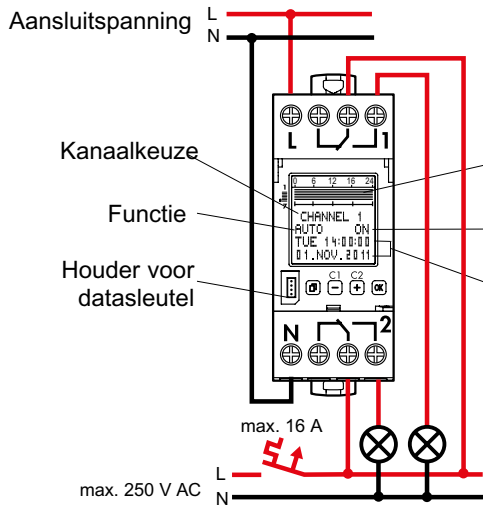 Aansluitspanning
L
N
L 1
Kanaalkeuze
0 6 12 16 24
1
7
CHANNEL 1
Functie
AUTO ON
TUE 14:00:00
01.NOV.2011
Houder voor
datasleutel
C1 C2
− + OK
N 2
max. 16 A
L
max. 250 V AC
N